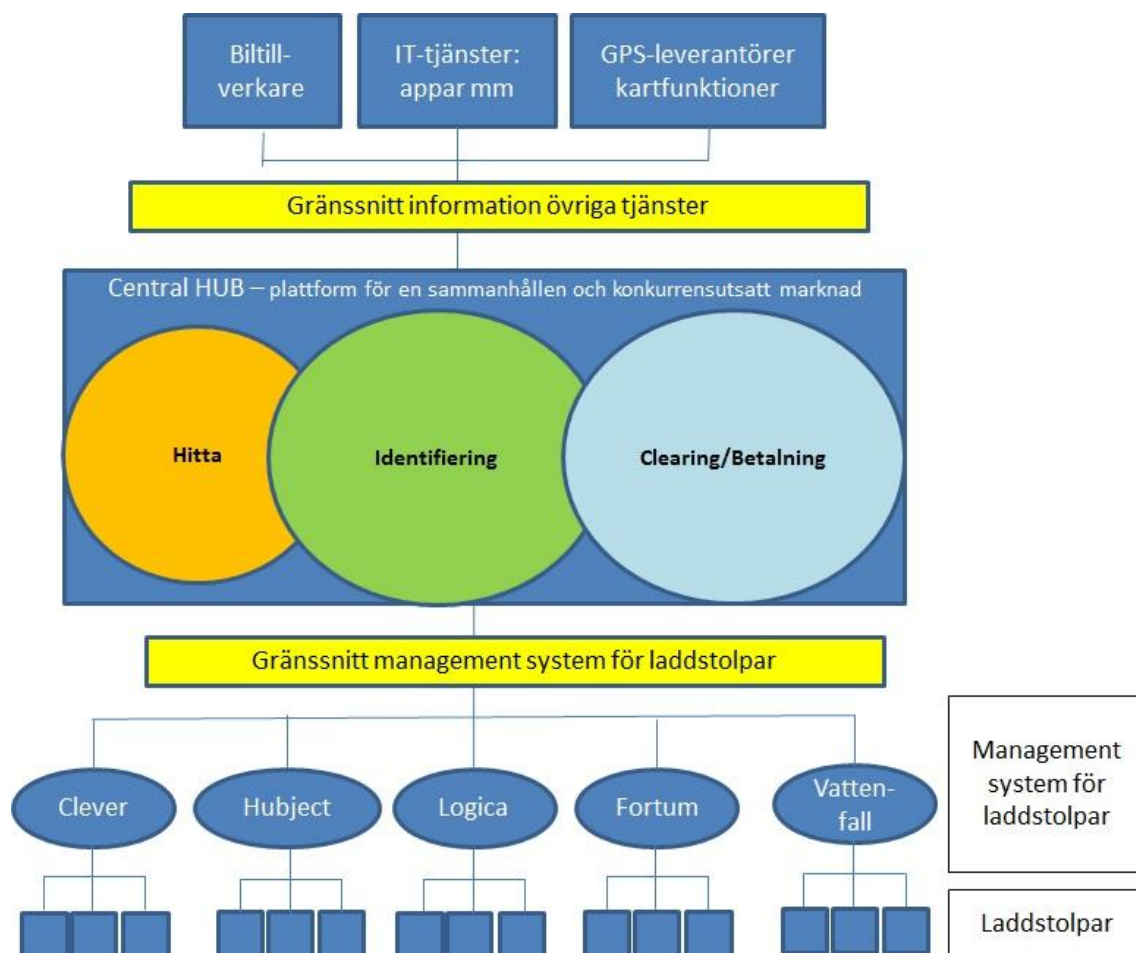 Biltill-
verkare
IT-tjänster:
appar mm
GPS-leverantörer
kartfunktioner
Gränssnitt information övriga tjänster
Central HUB – plattform för en sammanhållen och konkurrensutsatt marknad
Hitta
Identifiering
Clearing/Betalning
Gränssnitt management system för laddstolpar
Clever
Hubject
Logica
Fortum
Vatten-
fall
Management
system för
laddstolpar
Laddstolpar